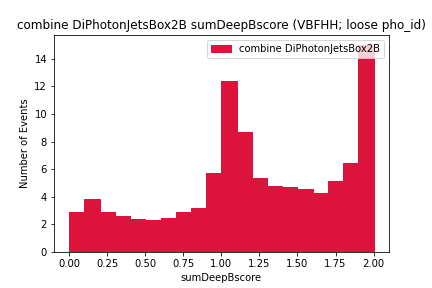 combine DiPhotonJetsBox2B sumDeepBscore (VBFHH; loose pho_id)
combine DiPhotonJetsBox2B
Number of Events
14
12
10
8
6
4
2
0
0.00 0.25 0.50 0.75 1.00 1.25 1.50 1.75 2.00
sumDeepBscore